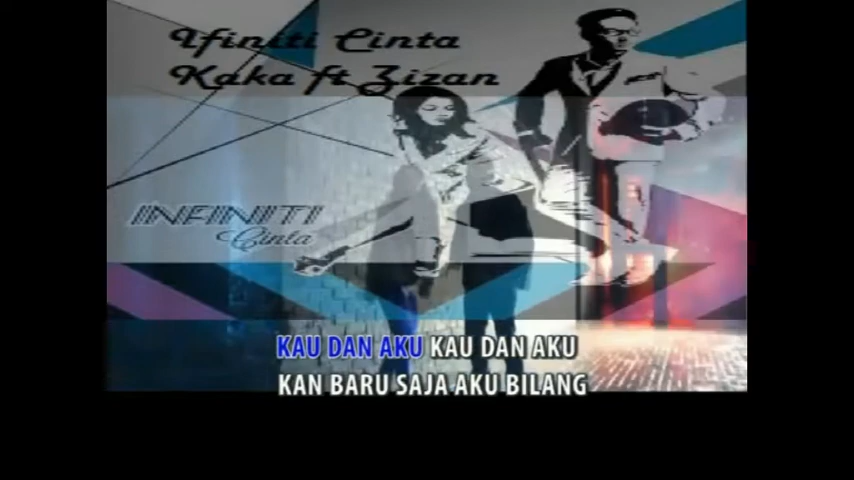 Ifiniti Cinta
Kaka ft Zizan
INFINITI
Cinta
KAU DAN AKU KAU DAN AKU
KAN BARU SAJA AKU BILANG